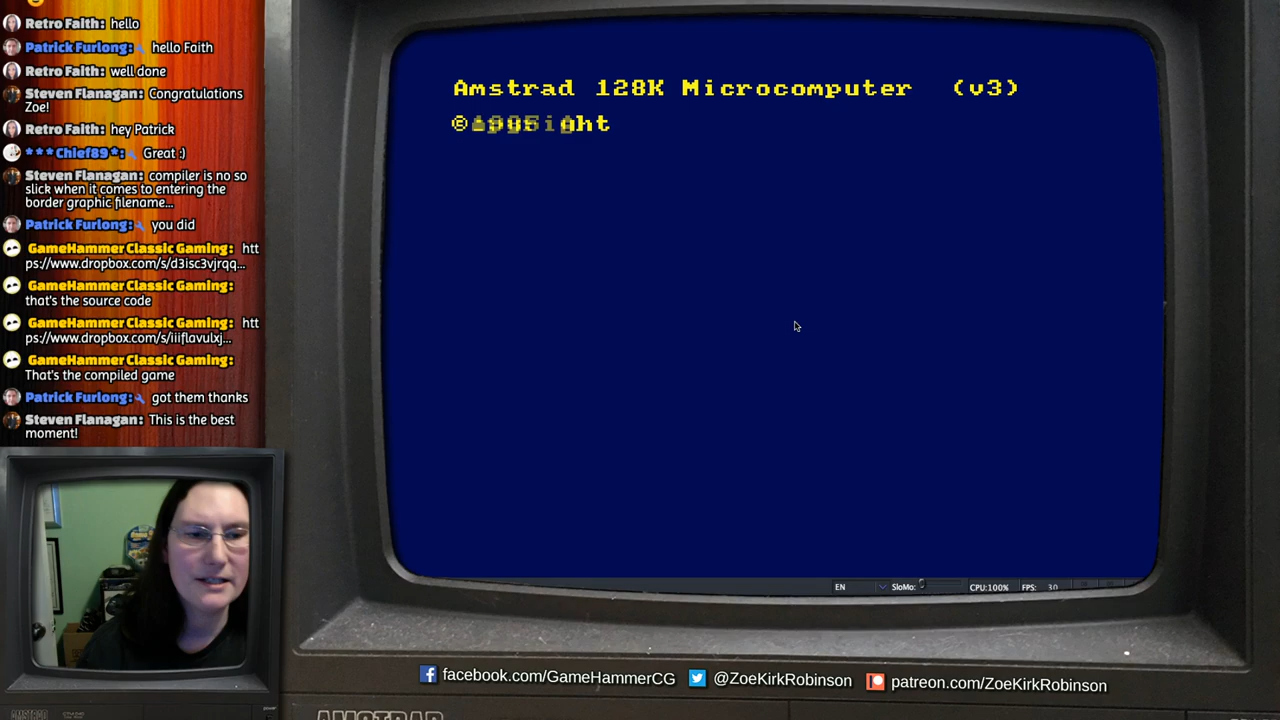 Retro Faith: hello
Patrick Furlong: hello Faith
Retro Faith: well done
Steven Flanagan: Congratulations
Zoe!
Retro Faith: hey Patrick
***Chief89*: Great :)
Steven Flanagan: compiler is no so
slick when it comes to entering the
border graphic filename...
Patrick Furlong: you did
GameHammer Classic Gaming: htt
ps://www.dropbox.com/s/d3isc3vjrqq...
GameHammer Classic Gaming:
that's the source code
GameHammer Classic Gaming: htt
ps://www.dropbox.com/s/iiiflavulxj...
GameHammer Classic Gaming:
That's the compiled game
Patrick Furlong: got them thanks
Steven Flanagan: This is the best
moment!
Amstrad 128K Microcomputer (v3)
©
EN SloMo: CPU:100% FPS: 30
facebook.com/GameHammerCG @ZoeKirkRobinson patreon.com/ZoeKirkRobinson
AMSTRAD